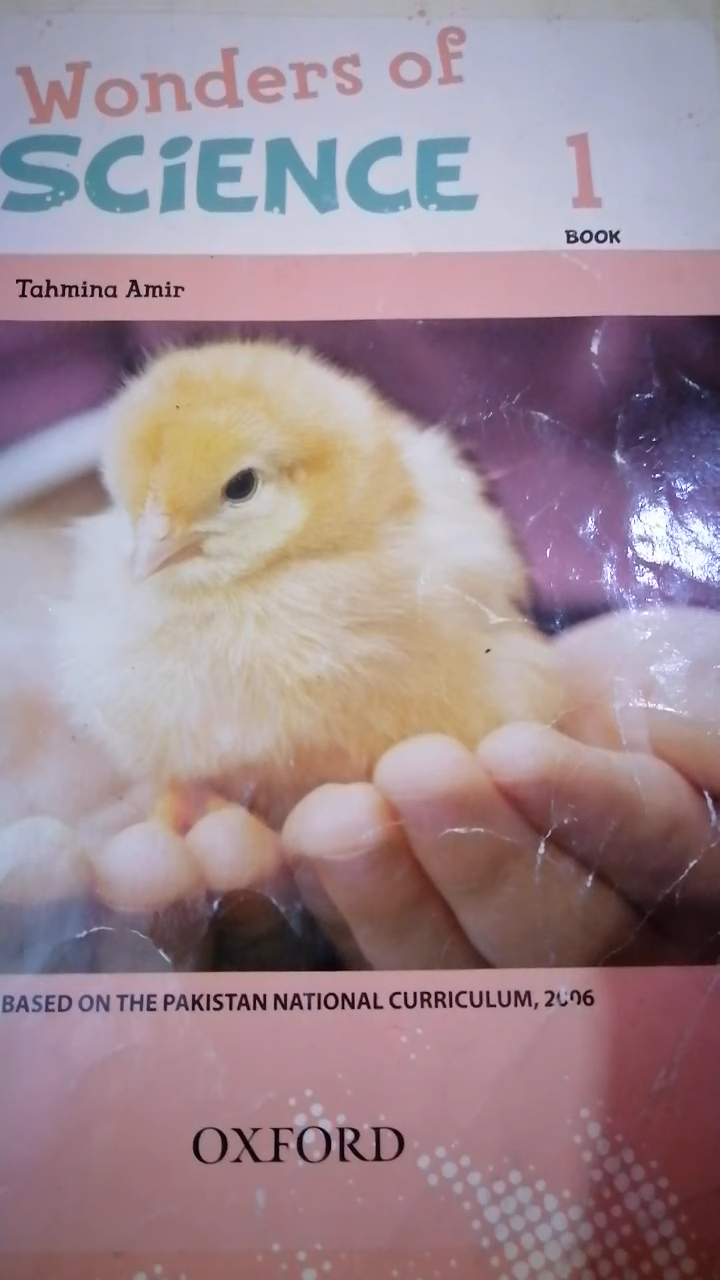 Wonders of
SCiENCE
1
BOOK
Tahmina Amir
BASED ON THE PAKISTAN NATIONAL CURRICULUM, 2006
OXFORD